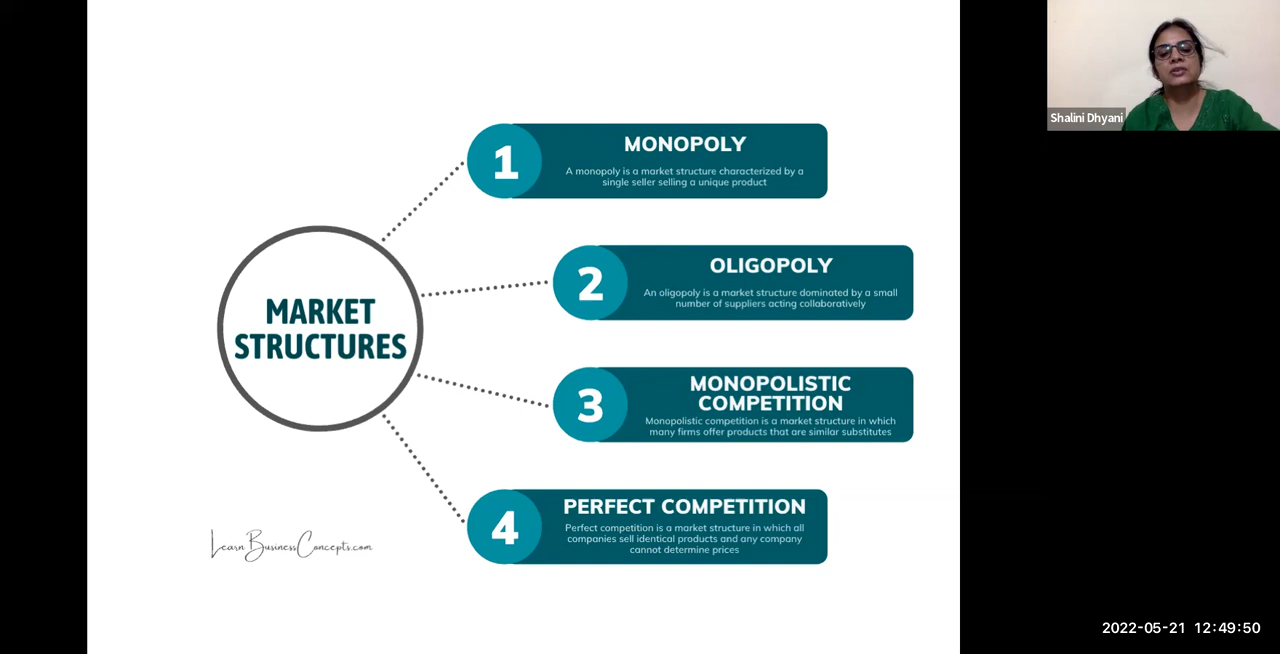 MARKET
STRUCTURES
1
MONOPOLY
A monopoly is a market structure characterized by a
single seller selling a unique product
2
OLIGOPOLY
An oligopoly is a market structure dominated by a small
number of suppliers acting collaboratively
3
MONOPOLISTIC
COMPETITION
Monopolistic competition is a market structure in which
many firms offer products that are similar substitutes
4
PERFECT COMPETITION
Perfect competition is a market structure in which all
companies sell identical products and any company
cannot determine prices
LearnBusinessConcepts.com
Shalini Dhyani
2022-05-21 12:49:50